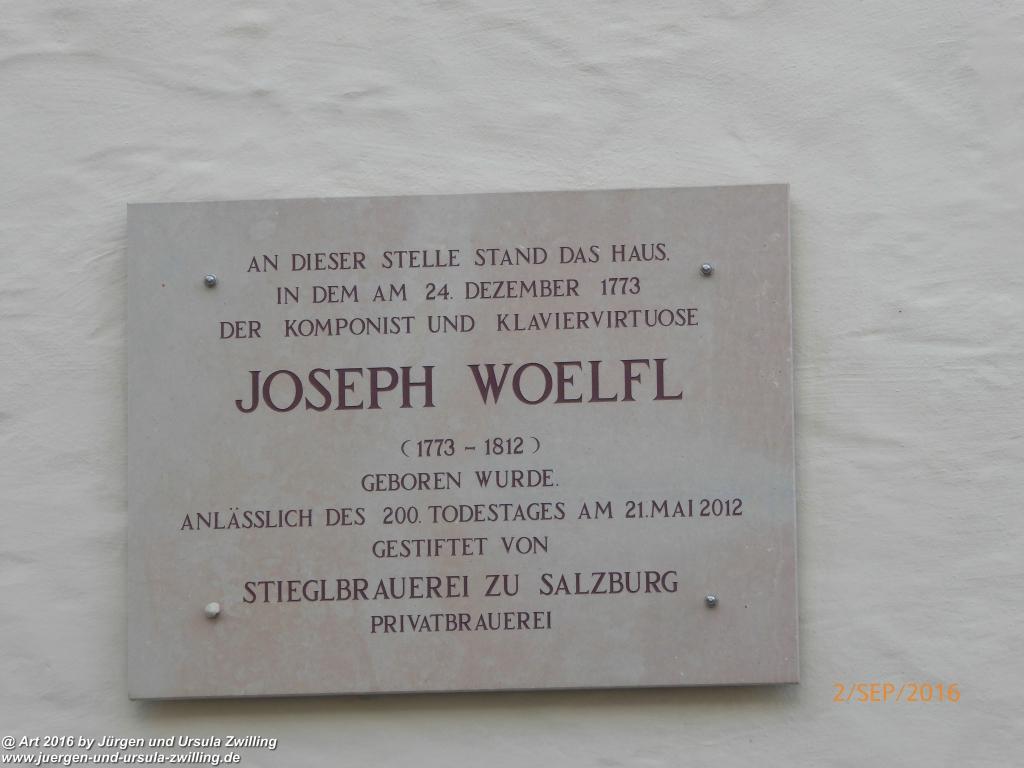 AN DIESER STELLE STAND DAS HAUS,
IN DEM AM 24. DEZEMBER 1773
DER KOMPONIST UND KLAVIERVIRTUOSE
JOSEPH WOELFL
(1773 – 1812)
GEBOREN WURDE.
ANLÄSSLICH DES 200. TODESTAGES AM 21. MAI 2012
GESTIFTET VON
STIEGLBRAUEREI ZU SALZBURG
PRIVATBRAUEREI
2/SEP/2016
@ Art 2016 by Jürgen und Ursula Zwilling
www.juergen-und-ursula-zwilling.de